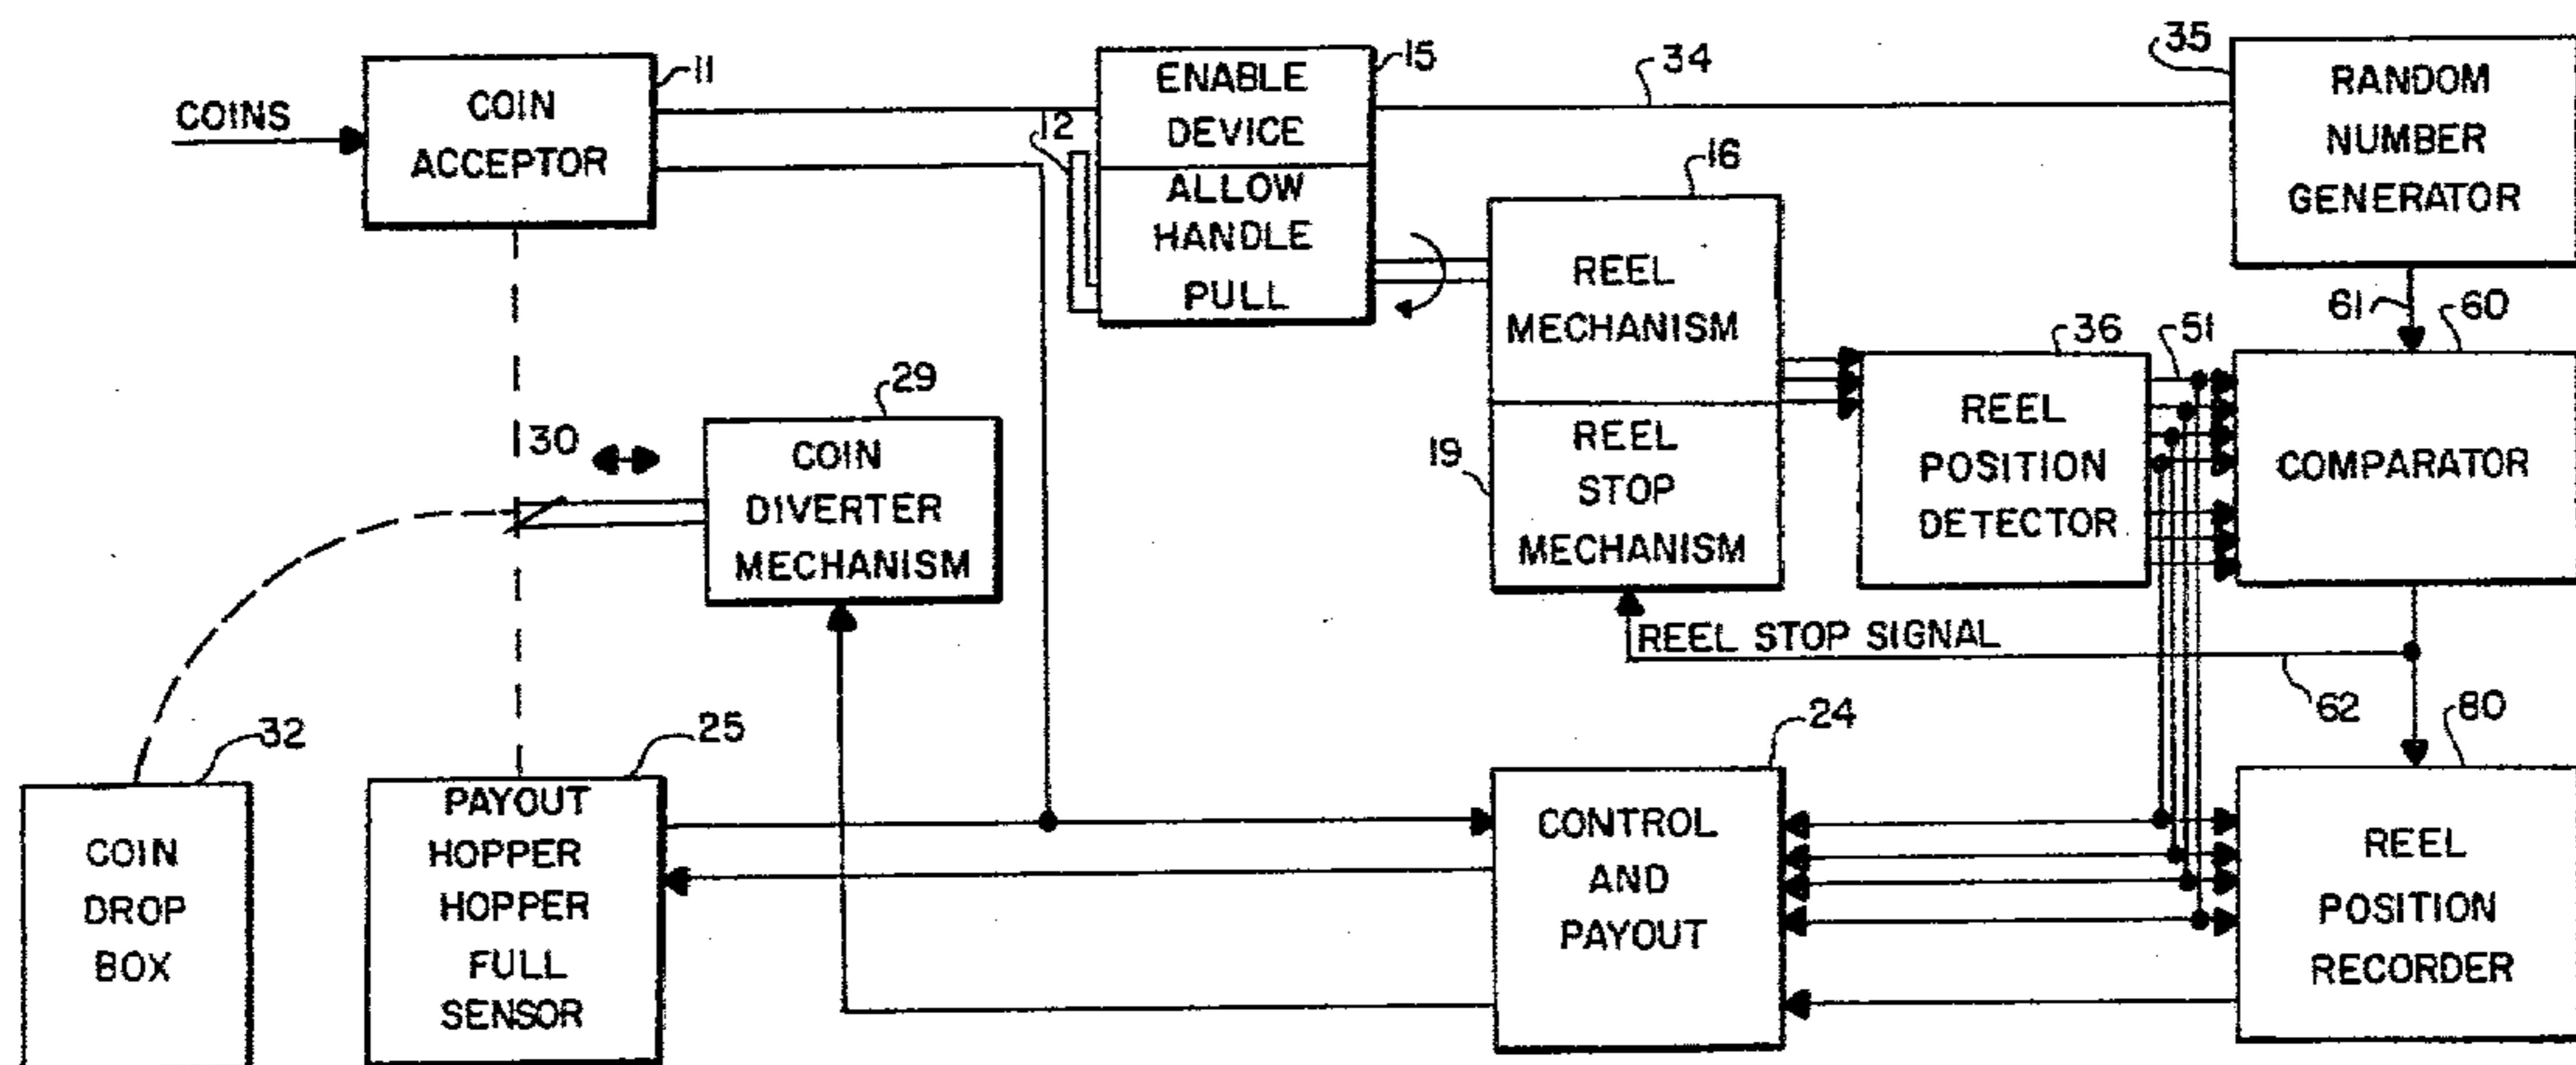 COINS
COIN
ACCEPTOR
11
12
ENABLE
DEVICE
ALLOW
HANDLE
PULL
15
34
35
RANDOM
NUMBER
GENERATOR
16
REEL
MECHANISM
19
REEL
STOP
MECHANISM
36
51
REEL
POSITION
DETECTOR
61
60
COMPARATOR
29
30
COIN
DIVERTER
MECHANISM
REEL STOP SIGNAL
62
32
COIN
DROP
BOX
25
PAYOUT
HOPPER
HOPPER
FULL
SENSOR
24
CONTROL
AND
PAYOUT
80
REEL
POSITION
RECORDER